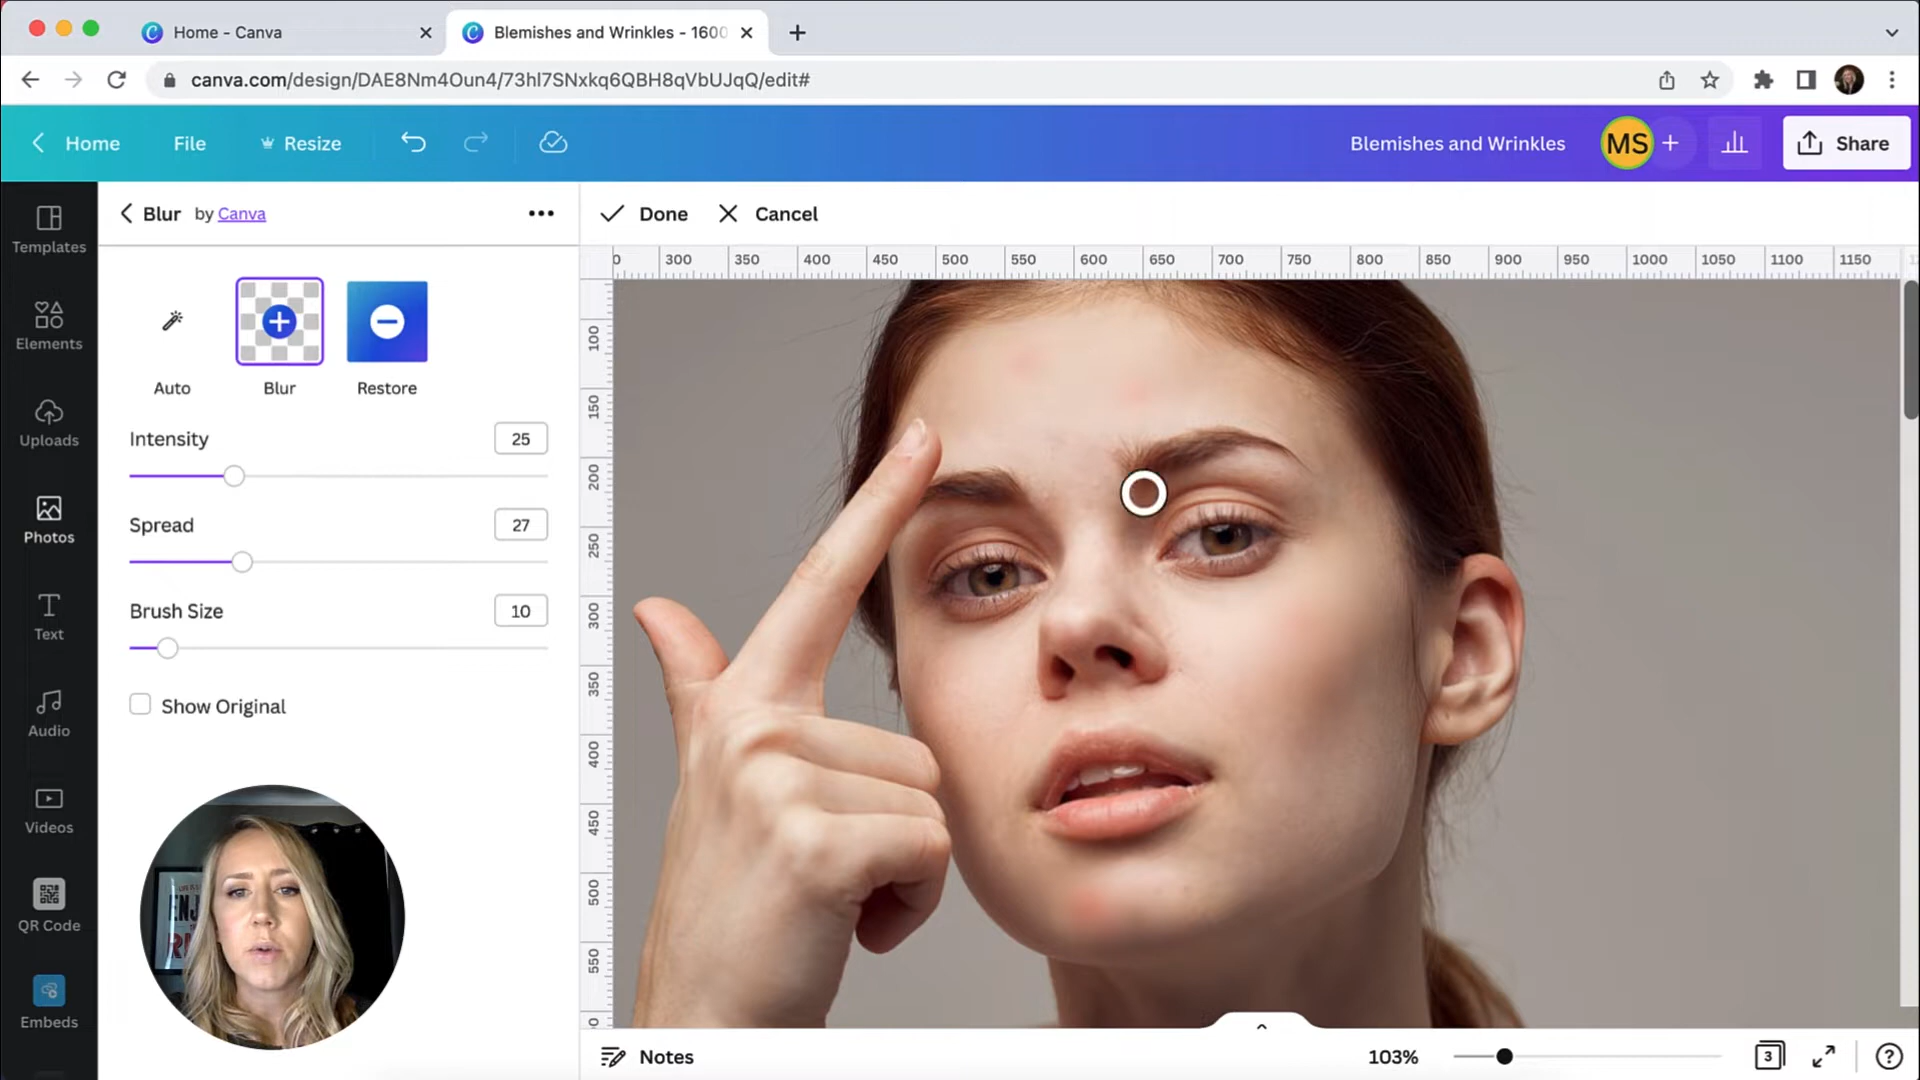 Home - Canva
Blemishes and Wrinkles - 1600
canva.com/design/DAE8Nm4Oun4/73hl7SNxkq6QBH8qVbUJqQ/edit#
Home File Resize
Blemishes and Wrinkles MS + Share
Templates
Elements
Uploads
Photos
Text
Audio
Videos
QR Code
Embeds
Blur by Canva
Auto Blur Restore
Intensity 25
Spread 27
Brush Size 10
Show Original
Done Cancel
0 300 350 400 450 500 550 600 650 700 750 800 850 900 950 1000 1050 1100 1150
100
150
200
250
300
350
400
450
500
550
ENJ
Notes
103%
3
?